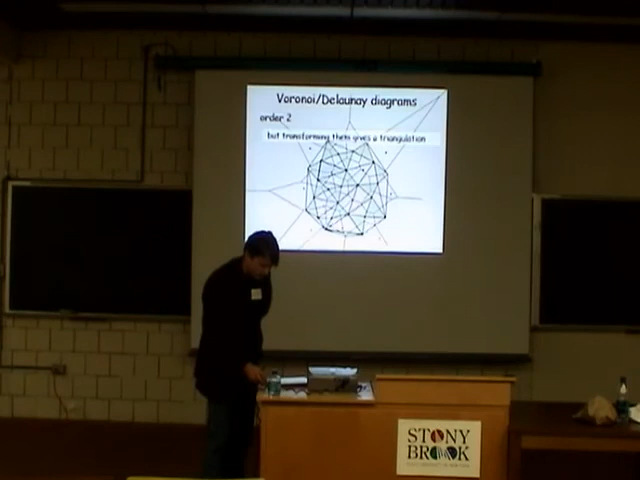 Voronoi/Delaunay diagrams
order 2
but transforming them gives a triangulation
STONY
BROOK